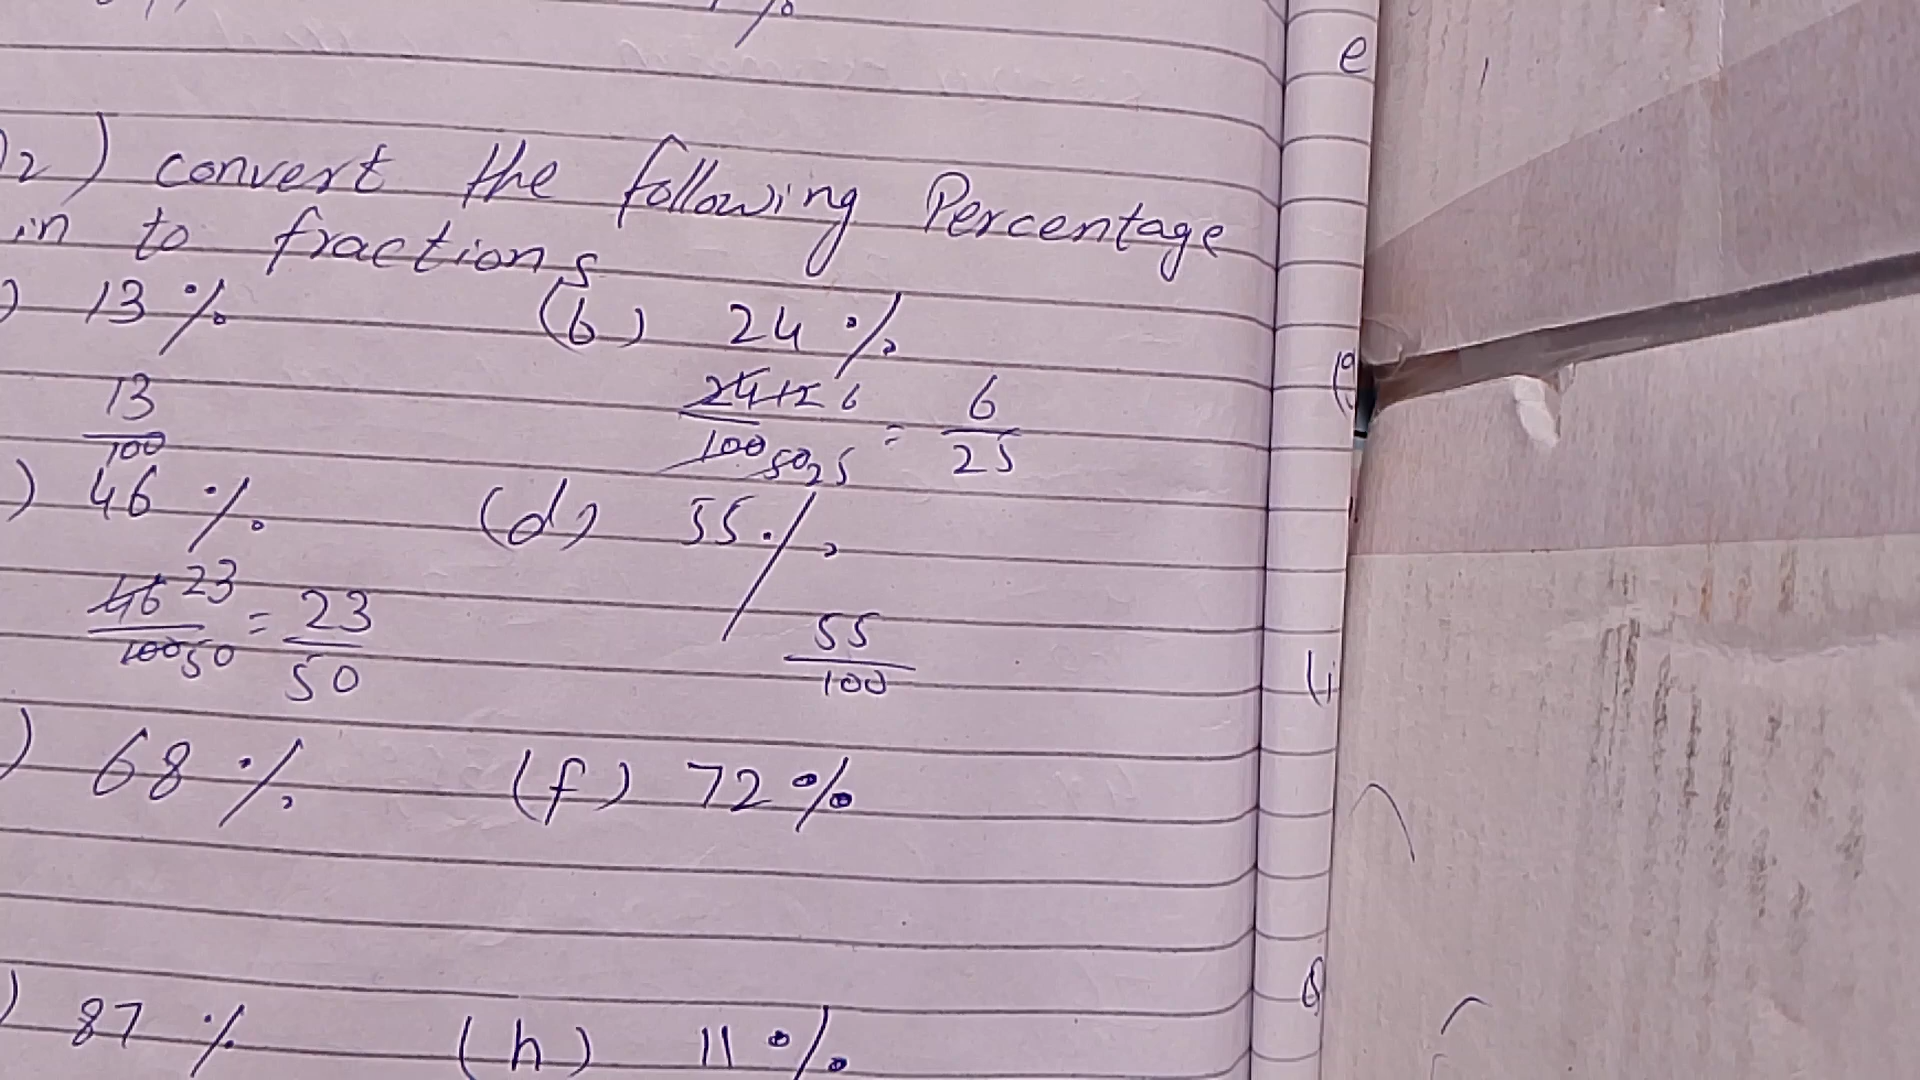 2) convert the following Percentage
in to fractions
) 13 % (b) 24 %
13/100 24 12 6/100 50 25 = 6/25
) 46 % (d) 55 %
46 23/100 50 = 23/50 55/100
) 68 % (f) 72 %
) 87 % (h) 11 %
e